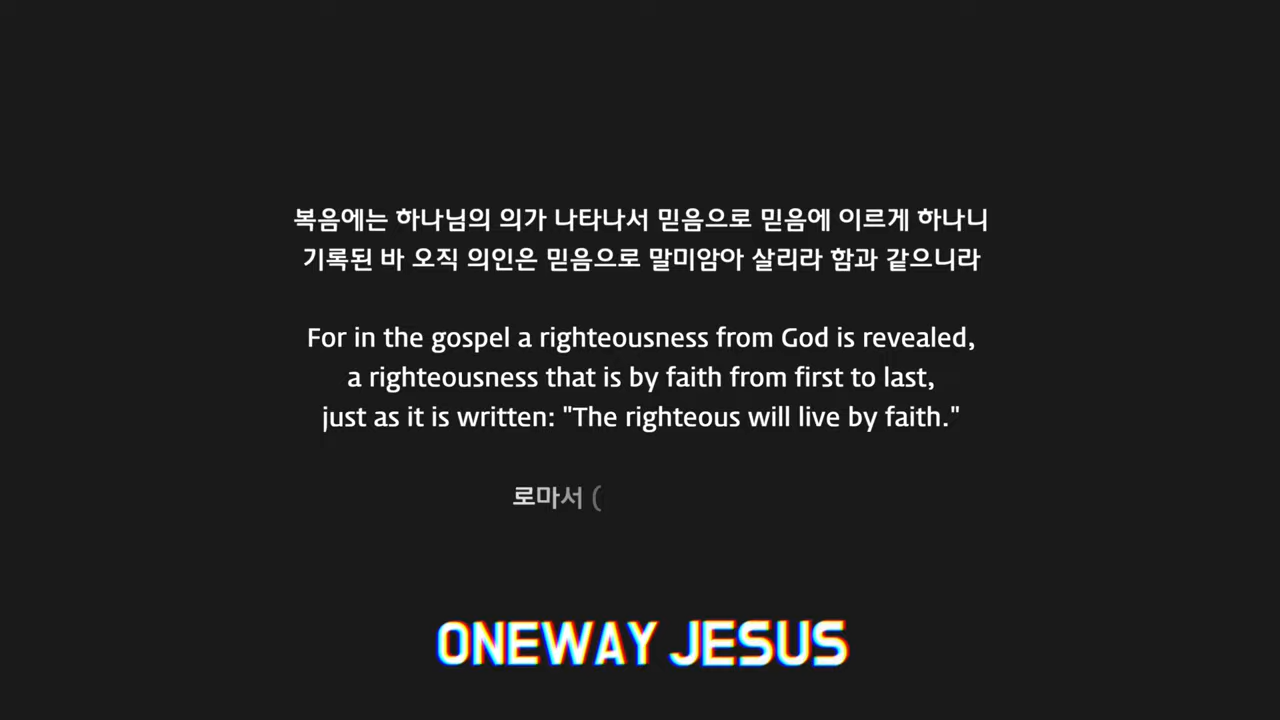 복음에는 하나님의 의가 나타나서 믿음으로 믿음에 이르게 하나니
기록된 바 오직 의인은 믿음으로 말미암아 살리라 함과 같으니라
For in the gospel a righteousness from God is revealed,
a righteousness that is by faith from first to last,
just as it is written: "The righteous will live by faith."
로마서 (
ONEWAY JESUS